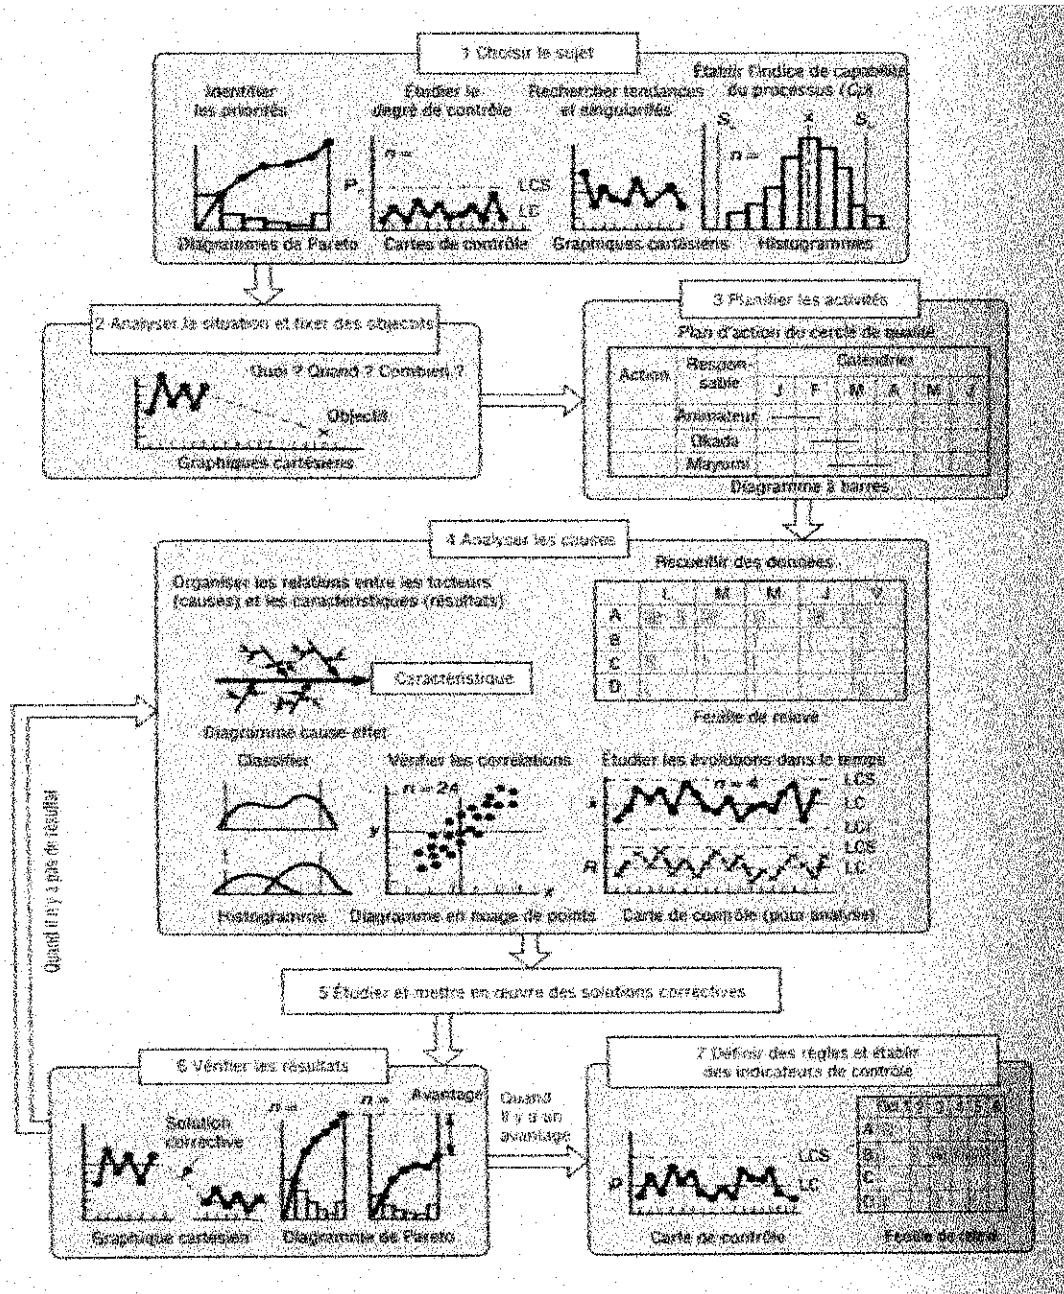 1 Choisir le sujet
Identifier
les priorités
Étudier le
degré de contrôle
Rechercher tendances
et singularités
Établir l'indice de capabilité
du processus (Cp)
n =
P
LCS
LC
n =
x
Diagrammes de Pareto
Cartes de contrôle
Graphiques cartésiens
Histogrammes
2 Analyser la situation et fixer des objectifs
Quoi ? Quand ? Combien ?
Objectif
Graphiques cartésiens
3 Planifier les activités
Plan d'action du cercle de qualité
Action
Respon-
sable
Calendrier
J F M A M J
Animateur
Okada
Mayumi
Diagramme à barres
4 Analyser les causes
Organiser les relations entre les facteurs
(causes) et les caractéristiques (résultats)
Caractéristique
Diagramme cause-effet
Recueillir des données
L M M J V
A
B
C
D
Feuille de relevé
Classifier
Histogramme
Vérifier les corrélations
n = 24
y
x
Diagramme en nuage de points
Étudier les évolutions dans le temps
n = 4
x
LCS
LC
LCI
LCS
R
LC
Carte de contrôle (pour analyse)
Quand il n'y a pas de résultat
5 Étudier et mettre en œuvre des solutions correctives
6 Vérifier les résultats
Solution
corrective
n =
n =
Avantage
Graphique cartésien
Diagramme de Pareto
Quand
il y a un
avantage
7 Définir des règles et établir
des indicateurs de contrôle
P
LCS
LC
Carte de contrôle
A
B
C
D
Feuille de relevé